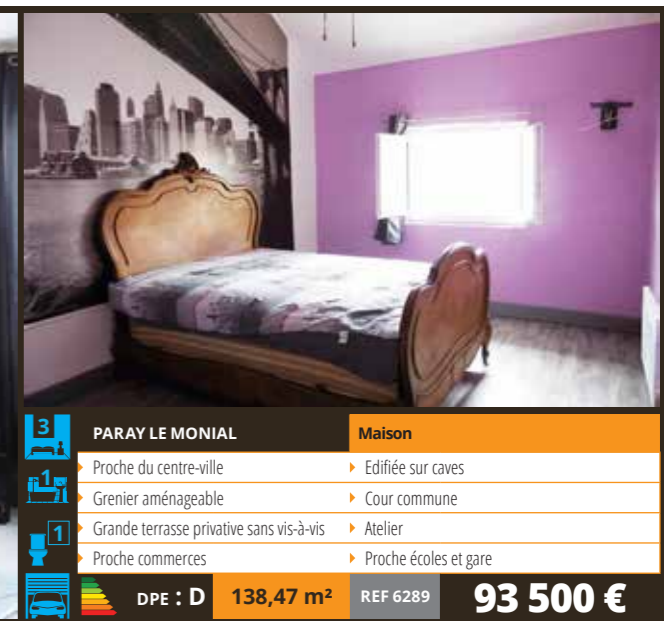 3
PARAY LE MONIAL
Maison
Proche du centre-ville
Edifiée sur caves
1
Grenier aménageable
Cour commune
Grande terrasse privative sans vis-à-vis
Atelier
1
Proche commerces
Proche écoles et gare
DPE : D
138,47 m²
REF 6289
93 500 €